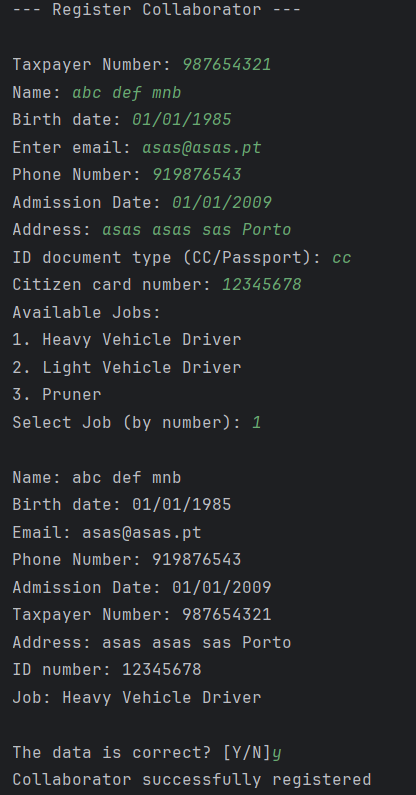 --- Register Collaborator ---
Taxpayer Number: 987654321
Name: abc def mnb
Birth date: 01/01/1985
Enter email: asas@asas.pt
Phone Number: 919876543
Admission Date: 01/01/2009
Address: asas asas sas Porto
ID document type (CC/Passport): cc
Citizen card number: 12345678
Available Jobs:
1. Heavy Vehicle Driver
2. Light Vehicle Driver
3. Pruner
Select Job (by number): 1
Name: abc def mnb
Birth date: 01/01/1985
Email: asas@asas.pt
Phone Number: 919876543
Admission Date: 01/01/2009
Taxpayer Number: 987654321
Address: asas asas sas Porto
ID number: 12345678
Job: Heavy Vehicle Driver
The data is correct? [Y/N]y
Collaborator successfully registered